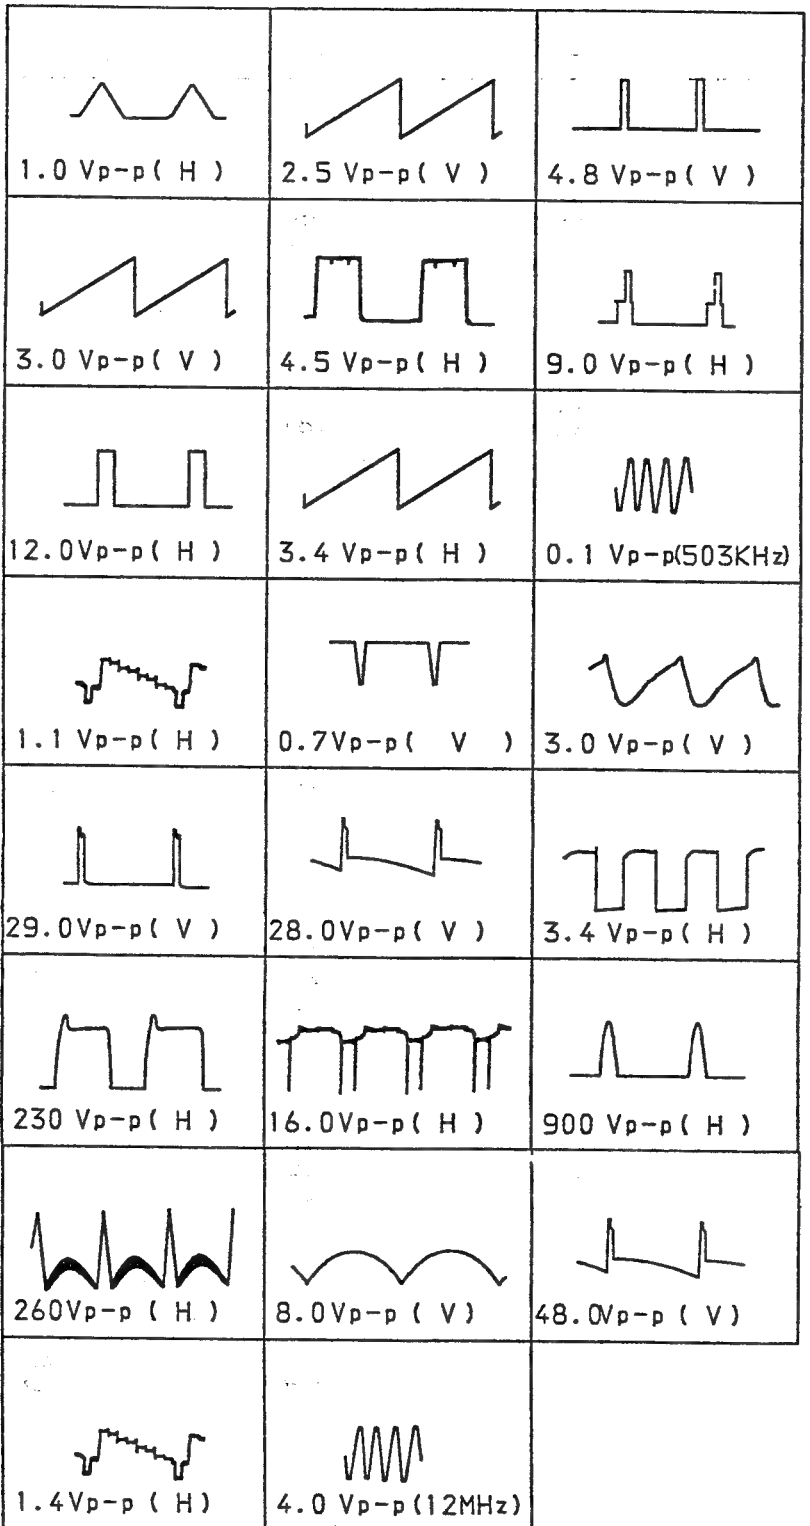 1.0 Vp-p ( H )
2.5 Vp-p ( V )
4.8 Vp-p ( V )
3.0 Vp-p ( V )
4.5 Vp-p ( H )
9.0 Vp-p ( H )
12.0Vp-p ( H )
3.4 Vp-p ( H )
0.1 Vp-p(503KHz)
1.1 Vp-p ( H )
0.7Vp-p ( V )
3.0 Vp-p ( V )
29.0Vp-p ( V )
28.0Vp-p ( V )
3.4 Vp-p ( H )
230 Vp-p ( H )
16.0Vp-p ( H )
900 Vp-p ( H )
260Vp-p ( H )
8.0Vp-p ( V )
48.0Vp-p ( V )
1.4Vp-p ( H )
4.0 Vp-p (12MHz)